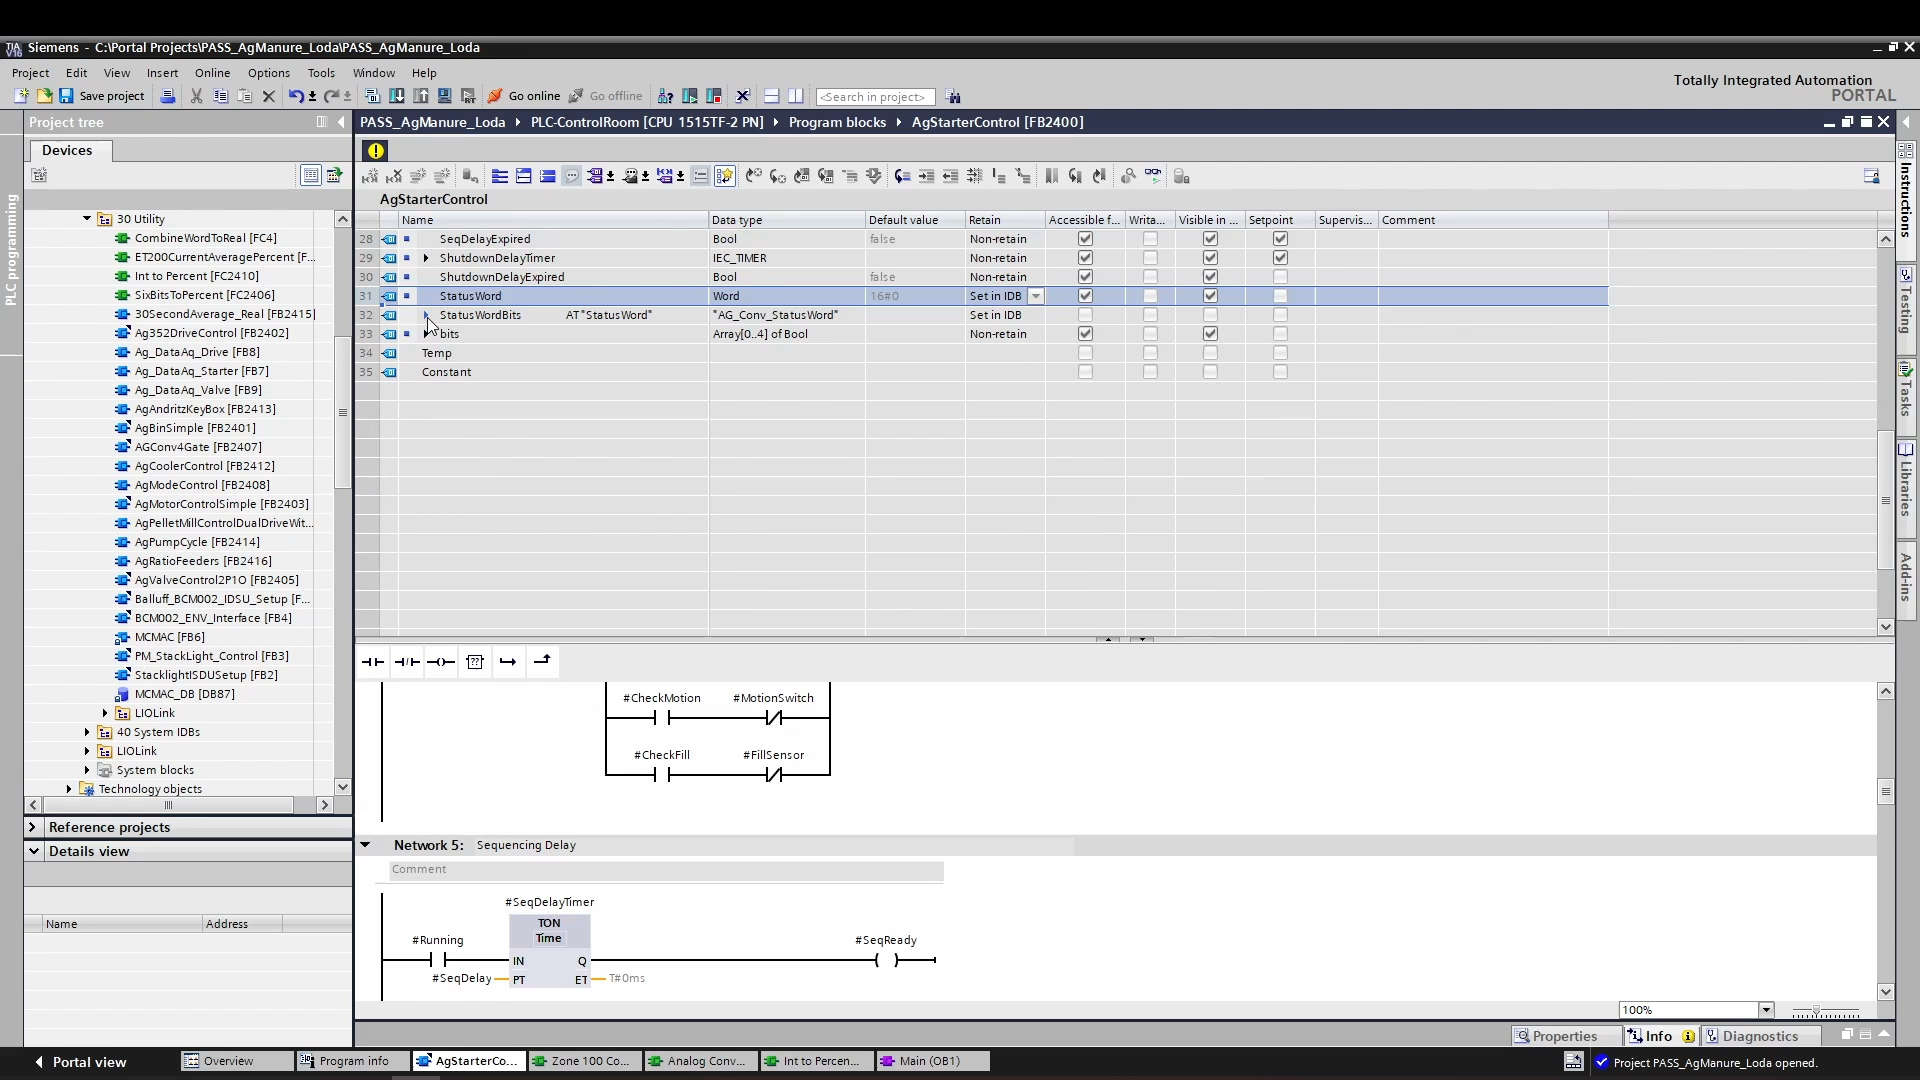 Siemens - C:\Portal Projects\PASS_AgManure_Loda\PASS_AgManure_Loda
Project Edit View Insert Online Options Tools Window Help
Totally Integrated Automation
PORTAL
Save project Go online Go offline <Search in project>
Project tree
PASS_AgManure_Loda PLC-ControlRoom [CPU 1515TF-2 PN] Program blocks AgStarterControl [FB2400]
Devices
PLC programming
30 Utility
CombineWordToReal [FC4]
ET200CurrentAveragePercent [F...
Int to Percent [FC2410]
SixBitsToPercent [FC2406]
30SecondAverage_Real [FB2415]
Ag352DriveControl [FB2402]
Ag_DataAq_Drive [FB8]
Ag_DataAq_Starter [FB7]
Ag_DataAq_Valve [FB9]
AgAndritzKeyBox [FB2413]
AgBinSimple [FB2401]
AGConv4Gate [FB2407]
AgCoolerControl [FB2412]
AgModeControl [FB2408]
AgMotorControlSimple [FB2403]
AgPelletMillControlDualDriveWit...
AgPumpCycle [FB2414]
AgRatioFeeders [FB2416]
AgValveControl2P1O [FB2405]
Balluff_BCM002_IDSU_Setup [F...
BCM002_ENV_Interface [FB4]
MCMAC [FB6]
PM_StackLight_Control [FB3]
StacklightISDUSetup [FB2]
MCMAC_DB [DB87]
LIOLink
40 System IDBs
LIOLink
System blocks
Technology objects
Reference projects
Details view
Name Address
AgStarterControl
Name Data type Default value Retain Accessible f... Writa... Visible in ... Setpoint Supervis... Comment
28 SeqDelayExpired Bool false Non-retain
29 ShutdownDelayTimer IEC_TIMER Non-retain
30 ShutdownDelayExpired Bool false Non-retain
31 StatusWord Word 16#0 Set in IDB
32 StatusWordBits AT"StatusWord" "AG_Conv_StatusWord" Set in IDB
33 bits Array[0..4] of Bool Non-retain
34 Temp
35 Constant
#CheckMotion #MotionSwitch
#CheckFill #FillSensor
Network 5: Sequencing Delay
Comment
#SeqDelayTimer
TON
Time
#Running #SeqReady
IN Q
#SeqDelay PT ET T#0ms
100%
Properties Info Diagnostics
Instructions
Testing
Tasks
Libraries
Add-ins
Portal view Overview Program info AgStarterCo... Zone 100 Co... Analog Conv... Int to Percen... Main (OB1) Project PASS_AgManure_Loda opened.